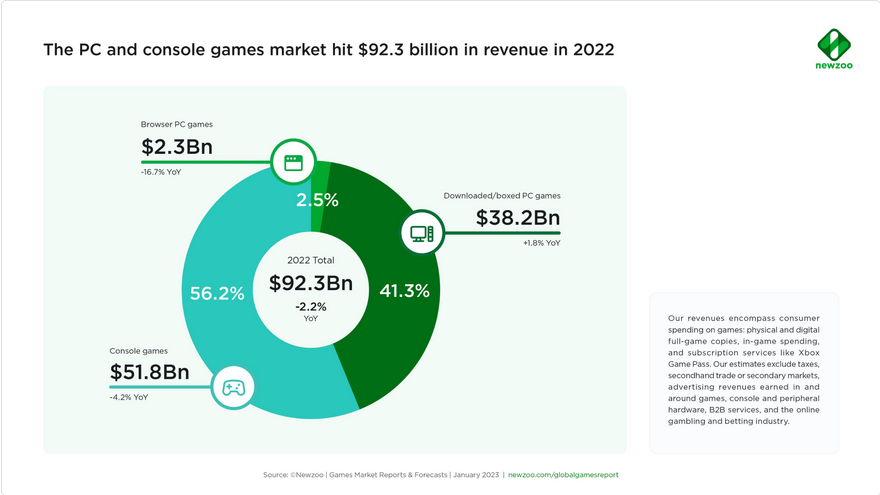 The PC and console games market hit $92.3 billion in revenue in 2022
newzoo
Browser PC games
$2.3Bn
-16.7% YoY
Downloaded/boxed PC games
$38.2Bn
+1.8% YoY
2.5%
2022 Total
$92.3Bn
-2.2%
YoY
56.2%
41.3%
Console games
$51.8Bn
-4.2% YoY
Our revenues encompass consumer
spending on games: physical and digital
full-game copies, in-game spending,
and subscription services like Xbox
Game Pass. Our estimates exclude taxes,
secondhand trade or secondary markets,
advertising revenues earned in and
around games, console and peripheral
hardware, B2B services, and the online
gambling and betting industry.
Source: ©Newzoo | Games Market Reports & Forecasts | January 2023 | newzoo.com/globalgamesreport